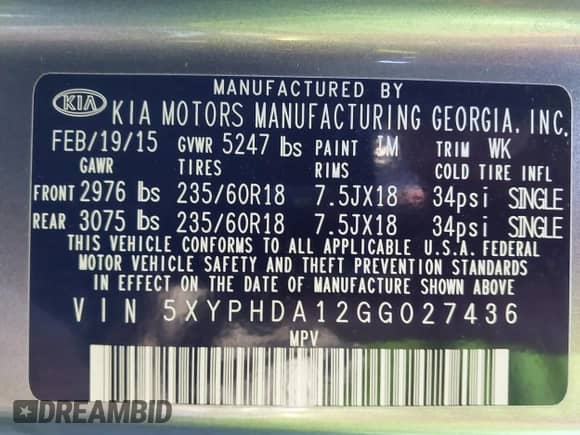 MANUFACTURED BY
KIA KIA MOTORS MANUFACTURING GEORGIA, INC.
FEB/19/15 GVWR 5247 lbs PAINT IM TRIM WK
GAWR TIRES RIMS COLD TIRE INFL
FRONT 2976 lbs 235/60R18 7.5JX18 34psi SINGLE
REAR 3075 lbs 235/60R18 7.5JX18 34psi SINGLE
THIS VEHICLE CONFORMS TO ALL APPLICABLE U.S.A. FEDERAL
MOTOR VEHICLE SAFETY AND THEFT PREVENTION STANDARDS
IN EFFECT ON THE DATE OF MANUFACTURE SHOWN ABOVE
VIN 5XYPHDA12GG027436
MPV
DREAMBID